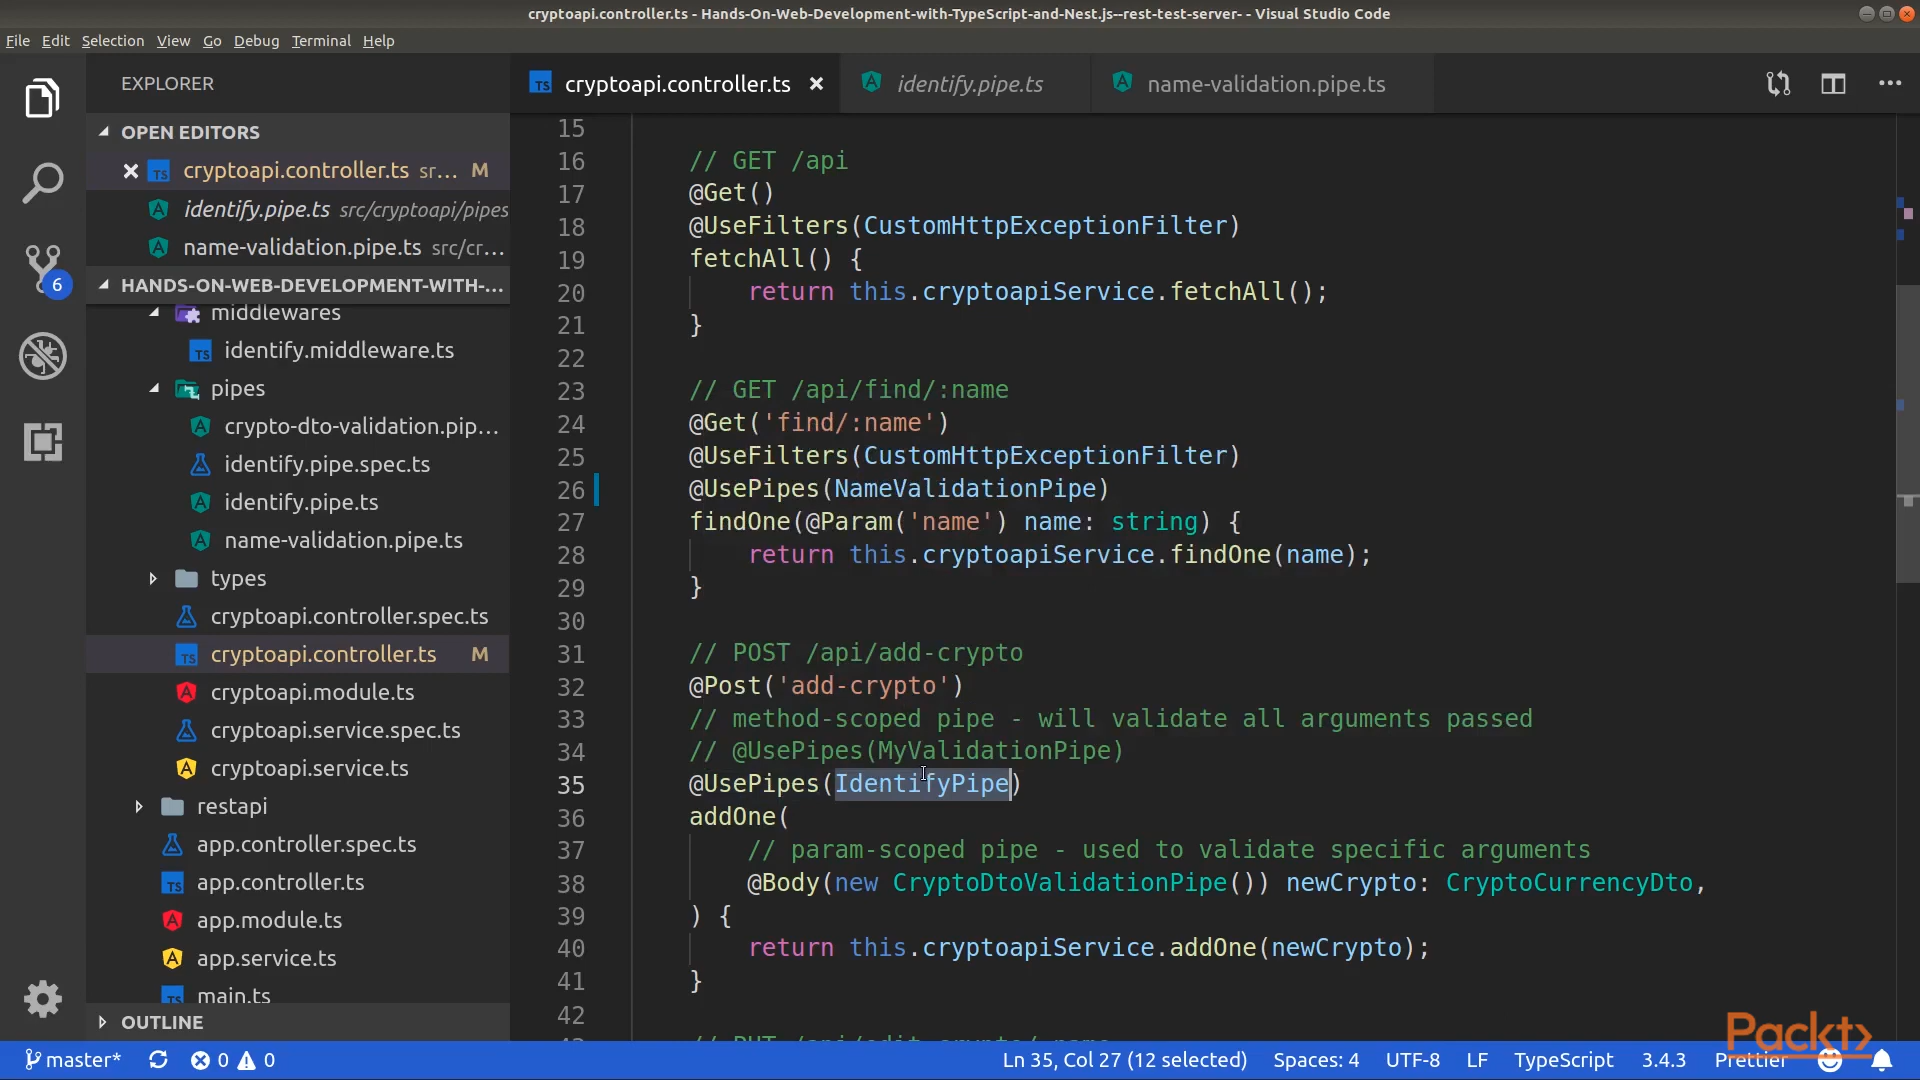 cryptoapi.controller.ts - Hands-On-Web-Development-with-TypeScript-and-Nest.js--rest-test-server- - Visual Studio Code
File Edit Selection View Go Debug Terminal Help
EXPLORER
OPEN EDITORS
cryptoapi.controller.ts src... M
identify.pipe.ts src/cryptoapi/pipes
name-validation.pipe.ts src/cr...
HANDS-ON-WEB-DEVELOPMENT-WITH-...
middlewares
identify.middleware.ts
pipes
crypto-dto-validation.pip...
identify.pipe.spec.ts
identify.pipe.ts
name-validation.pipe.ts
types
cryptoapi.controller.spec.ts
cryptoapi.controller.ts M
cryptoapi.module.ts
cryptoapi.service.spec.ts
cryptoapi.service.ts
restapi
app.controller.spec.ts
app.controller.ts
app.module.ts
app.service.ts
main.ts
OUTLINE
6
cryptoapi.controller.ts identify.pipe.ts name-validation.pipe.ts
15
16 // GET /api
17 @Get()
18 @UseFilters(CustomHttpExceptionFilter)
19 fetchAll() {
20 return this.cryptoapiService.fetchAll();
21 }
22
23 // GET /api/find/:name
24 @Get('find/:name')
25 @UseFilters(CustomHttpExceptionFilter)
26 @UsePipes(NameValidationPipe)
27 findOne(@Param('name') name: string) {
28 return this.cryptoapiService.findOne(name);
29 }
30
31 // POST /api/add-crypto
32 @Post('add-crypto')
33 // method-scoped pipe - will validate all arguments passed
34 // @UsePipes(MyValidationPipe)
35 @UsePipes(IdentifyPipe)
36 addOne(
37 // param-scoped pipe - used to validate specific arguments
38 @Body(new CryptoDtoValidationPipe()) newCrypto: CryptoCurrencyDto,
39 ) {
40 return this.cryptoapiService.addOne(newCrypto);
41 }
42
Packt>
master* 0 0 Ln 35, Col 27 (12 selected) Spaces: 4 UTF-8 LF TypeScript 3.4.3 Prettier